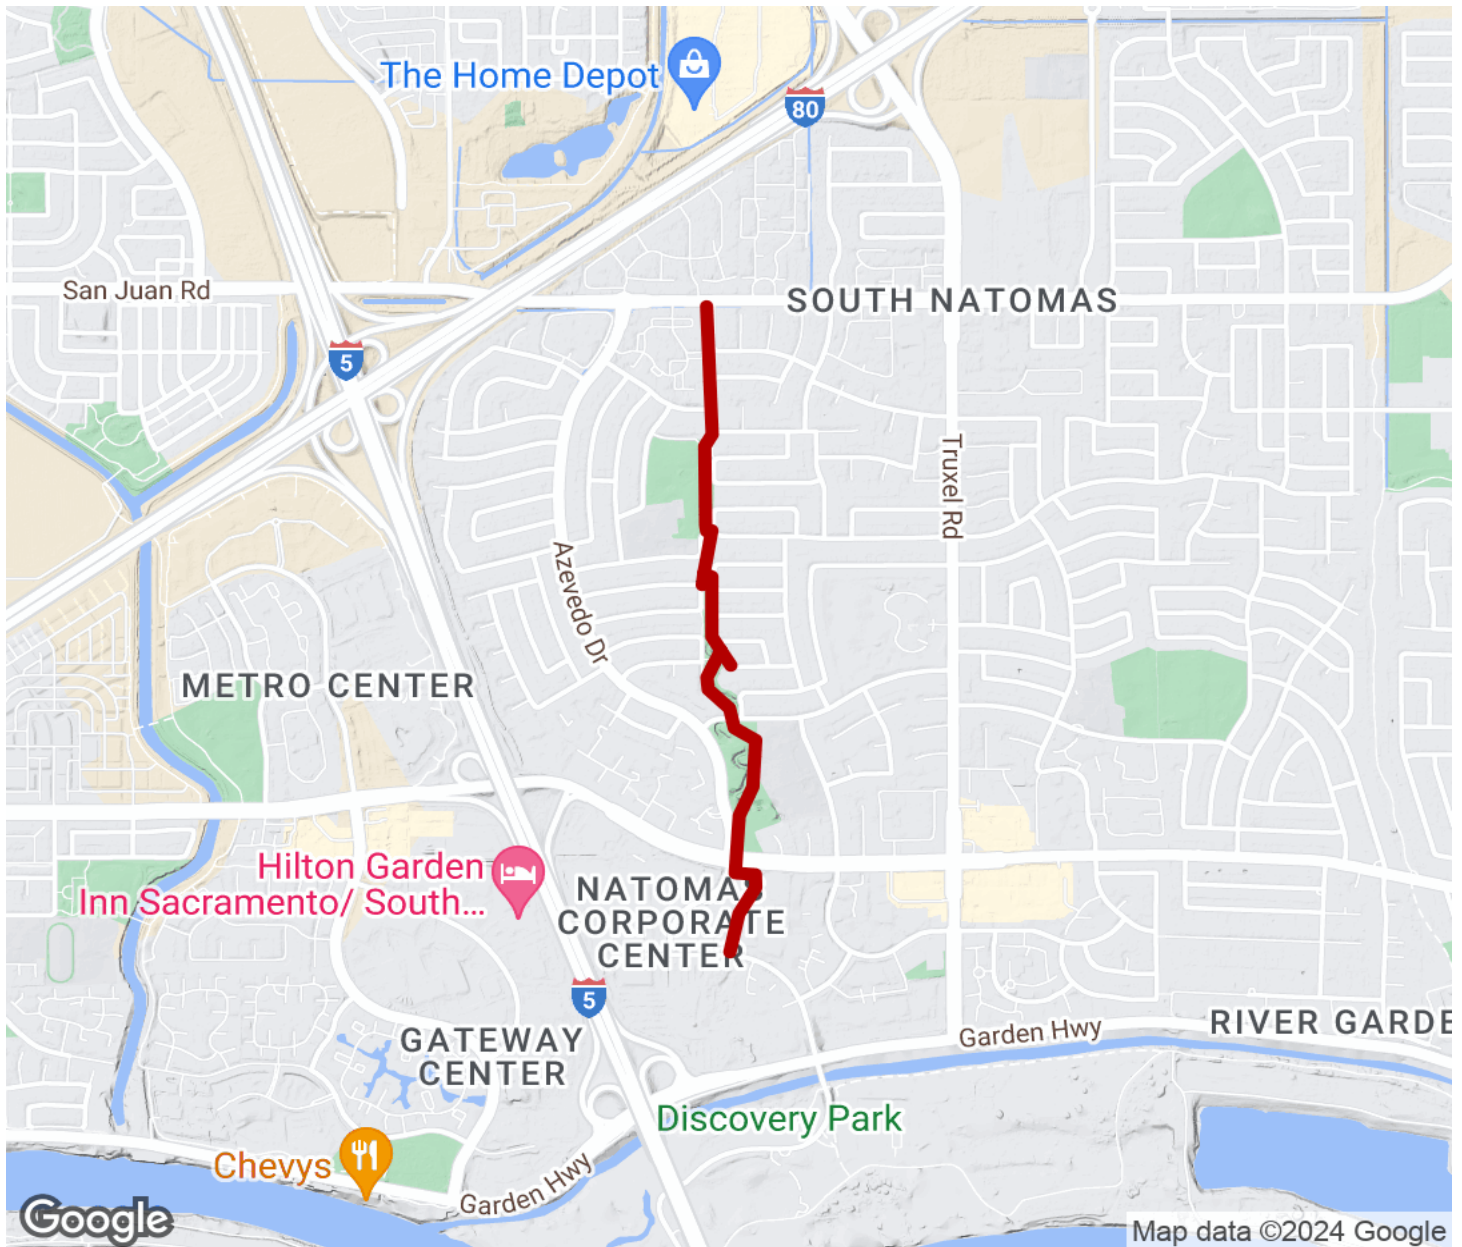 The Home Depot
80
San Juan Rd
SOUTH NATOMAS
5
Truxel Rd
Azevedo Dr
METRO CENTER
Hilton Garden
Inn Sacramento/ South...
NATOMAS
CORPORATE
CENTER
5
GATEWAY
CENTER
Garden Hwy
RIVER GARDE
Discovery Park
Chevys
Garden Hwy
Google
Map data ©2024 Google